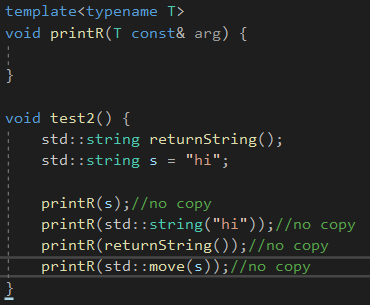 template<typename T>
void printR(T const& arg) {
}
void test2() {
std::string returnString();
std::string s = "hi";
printR(s);//no copy
printR(std::string("hi"));//no copy
printR(returnString());//no copy
printR(std::move(s));//no copy
}